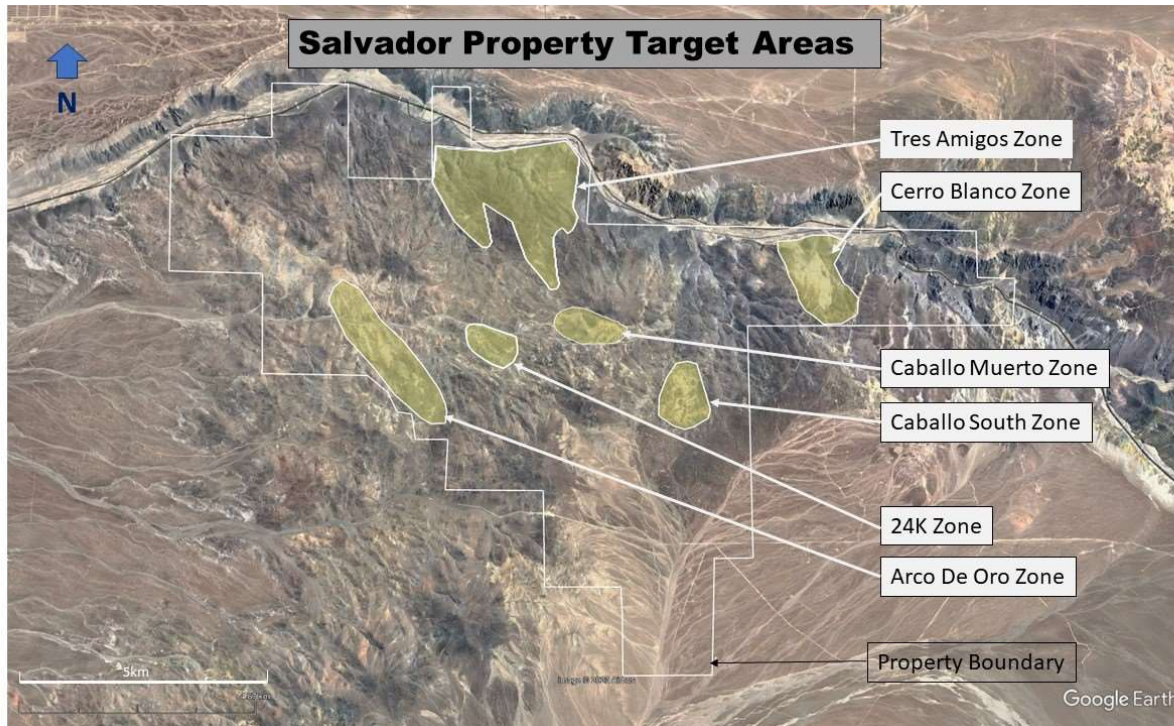 Salvador Property Target Areas
N
Tres Amigos Zone
Cerro Blanco Zone
Caballo Muerto Zone
Caballo South Zone
24K Zone
Arco De Oro Zone
Property Boundary
5km
Google Earth